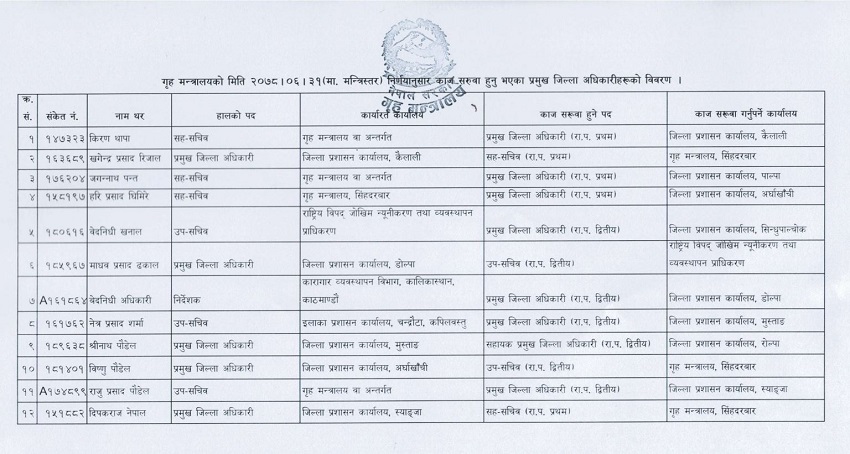 गृह मन्त्रालयको मिति २०७८।०६।३१(मा. मन्त्रिस्तर) निर्णयानुसार काज सरुवा हुनु भएका प्रमुख जिल्ला अधिकारीहरूको विवरण ।
नेपाल सरकार
गृह मन्त्रालय
क्र. सं. संकेत नं. नाम थर हालको पद कार्यारत कार्यालय काज सरूवा हुने पद काज सरूवा गर्नुपर्ने कार्यालय
१ १४७३२३ किरण थापा सह-सचिव गृह मन्त्रालय वा अन्तर्गत प्रमुख जिल्ला अधिकारी (रा.प. प्रथम) जिल्ला प्रशासन कार्यालय, कैलाली
२ १६३६८९ खगेन्द्र प्रसाद रिजाल प्रमुख जिल्ला अधिकारी जिल्ला प्रशासन कार्यालय, कैलाली सह-सचिव (रा.प. प्रथम) गृह मन्त्रालय, सिंहदरबार
३ १७६२०४ जगन्नाथ पन्त सह-सचिव गृह मन्त्रालय वा अन्तर्गत प्रमुख जिल्ला अधिकारी (रा.प. प्रथम) जिल्ला प्रशासन कार्यालय, पाल्पा
४ १५८१९७ हरि प्रसाद घिमिरे सह-सचिव गृह मन्त्रालय, सिंहदरबार प्रमुख जिल्ला अधिकारी (रा.प. प्रथम) जिल्ला प्रशासन कार्यालय, अर्घाखाँची
५ १८०६१६ वेदनिधी खनाल उप-सचिव राष्ट्रिय विपद् जोखिम न्यूनीकरण तथा व्यवस्थापन प्राधिकरण प्रमुख जिल्ला अधिकारी (रा.प. द्वितीय) जिल्ला प्रशासन कार्यालय, सिन्धुपाल्चोक
६ १८५९६७ माधव प्रसाद ढकाल प्रमुख जिल्ला अधिकारी जिल्ला प्रशासन कार्यालय, डोल्पा उप-सचिव (रा.प. द्वितीय) राष्ट्रिय विपद् जोखिम न्यूनीकरण तथा व्यवस्थापन प्राधिकरण
७ A१६१८६४ वेदनिधी अधिकारी निर्देशक कारागार व्यवस्थापन विभाग, कालिकास्थान, काठमाण्डौ प्रमुख जिल्ला अधिकारी (रा.प. द्वितीय) जिल्ला प्रशासन कार्यालय, डोल्पा
८ १६१७६२ नेत्र प्रसाद शर्मा उप-सचिव इलाका प्रशासन कार्यालय, चन्द्रौटा, कपिलवस्तु प्रमुख जिल्ला अधिकारी (रा.प. द्वितीय) जिल्ला प्रशासन कार्यालय, मुस्ताङ
९ १८९६३८ श्रीनाथ पौडेल प्रमुख जिल्ला अधिकारी जिल्ला प्रशासन कार्यालय, मुस्ताङ सहायक प्रमुख जिल्ला अधिकारी (रा.प. द्वितीय) जिल्ला प्रशासन कार्यालय, रोल्पा
१० १८१४०१ विष्णु पौडेल प्रमुख जिल्ला अधिकारी जिल्ला प्रशासन कार्यालय, अर्घाखाँची उप-सचिव (रा.प. द्वितीय) गृह मन्त्रालय, सिंहदरबार
११ A१७४८९९ राजु प्रसाद पौडेल उप-सचिव गृह मन्त्रालय वा अन्तर्गत प्रमुख जिल्ला अधिकारी (रा.प. द्वितीय) जिल्ला प्रशासन कार्यालय, स्याङ्जा
१२ १५१८८२ दिपकराज नेपाल प्रमुख जिल्ला अधिकारी जिल्ला प्रशासन कार्यालय, स्याङ्जा सह-सचिव (रा.प. प्रथम) गृह मन्त्रालय, सिंहदरबार